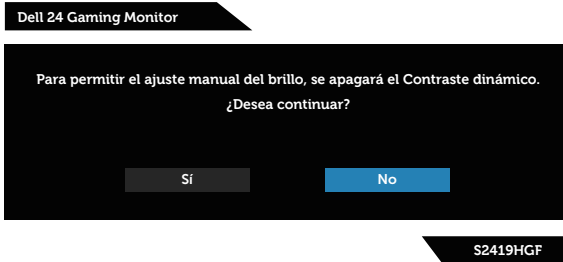 Dell 24 Gaming Monitor
Para permitir el ajuste manual del brillo, se apagará el Contraste dinámico.
¿Desea continuar?
Sí No
S2419HGF